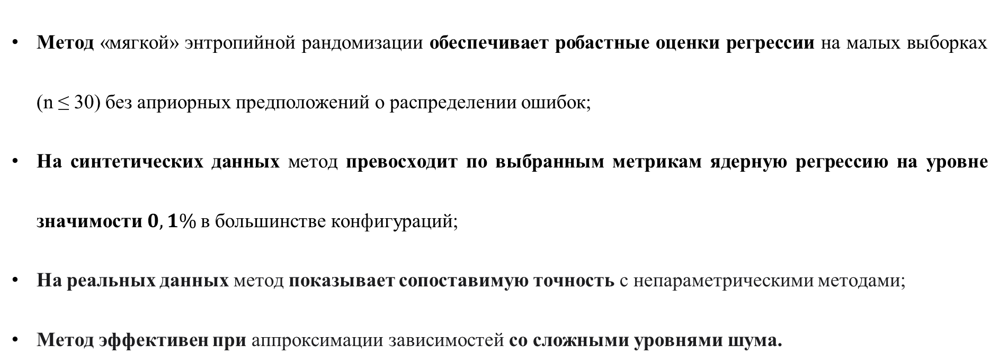 • Метод «мягкой» энтропийной рандомизации обеспечивает робастные оценки регрессии на малых выборках
(n ≤ 30) без априорных предположений о распределении ошибок;
• На синтетических данных метод превосходит по выбранным метрикам ядерную регрессию на уровне
значимости 0, 1% в большинстве конфигураций;
• На реальных данных метод показывает сопоставимую точность с непараметрическими методами;
• Метод эффективен при аппроксимации зависимостей со сложными уровнями шума.